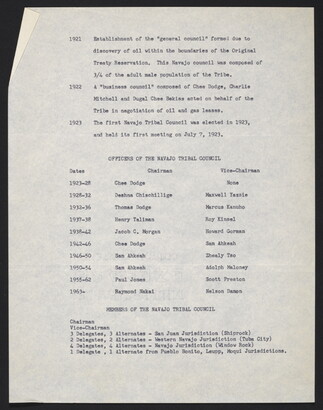 1921 Establishment of the "general council" formed due to
discovery of oil within the boundaries of the Original
Treaty Reservation. This Navajo council was composed of
3/4 of the adult male population of the Tribe.
1922 A "business council" composed of Chee Dodge, Charlie
Mitchell and Dugal Chee Bekiss acted on behalf of the
Tribe in negotiation of oil and gas leases.
1923 The first Navajo Tribal Council was elected in 1923,
and held its first meeting on July 7, 1923.
OFFICERS OF THE NAVAJO TRIBAL COUNCIL
Dates Chairman Vice-Chairman
1923-28 Chee Dodge None
1928-32 Deshna Chischillige Maxwell Yazzie
1932-36 Thomas Dodge Marcus Kanuho
1937-38 Henry Taliman Roy Kinsel
1938-42 Jacob C. Morgan Howard Gorman
1942-46 Chee Dodge Sam Ahkeah
1946-50 Sam Ahkeah Zhealy Tso
1950-54 Sam Ahkeah Adolph Maloney
1955-62 Paul Jones Scott Preston
1963- Raymond Nakai Nelson Damon
MEMBERS OF THE NAVAJO TRIBAL COUNCIL
Chairman
Vice-Chairman
3 Delegates, 3 Alternates - San Juan Jurisdiction (Shiprock)
2 Delegates, 2 Alternates - Western Navajo Jurisdiction (Tuba City)
4 Delegates, 4 Alternates - Navajo Jurisdiction (Window Rock)
1 Delegate , 1 Alternate from Pueblo Bonito, Leupp, Moqui Jurisdictions.